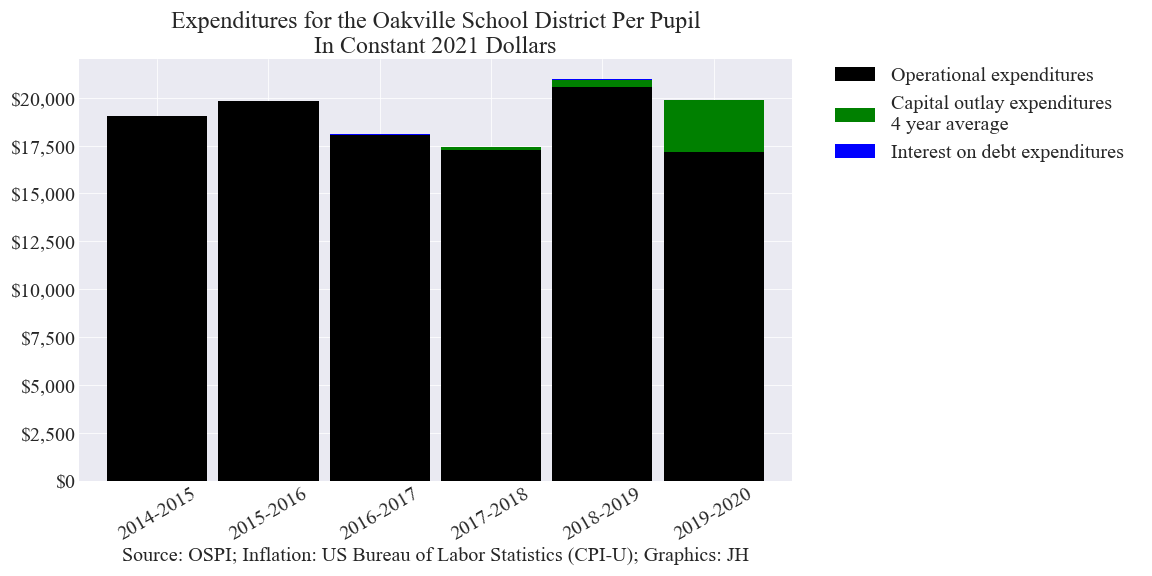 Expenditures for the Oakville School District Per Pupil
In Constant 2021 Dollars
Operational expenditures
Capital outlay expenditures
4 year average
Interest on debt expenditures
$20,000
$17,500
$15,000
$12,500
$10,000
$7,500
$5,000
$2,500
$0
2014-2015
2015-2016
2016-2017
2017-2018
2018-2019
2019-2020
Source: OSPI; Inflation: US Bureau of Labor Statistics (CPI-U); Graphics: JH